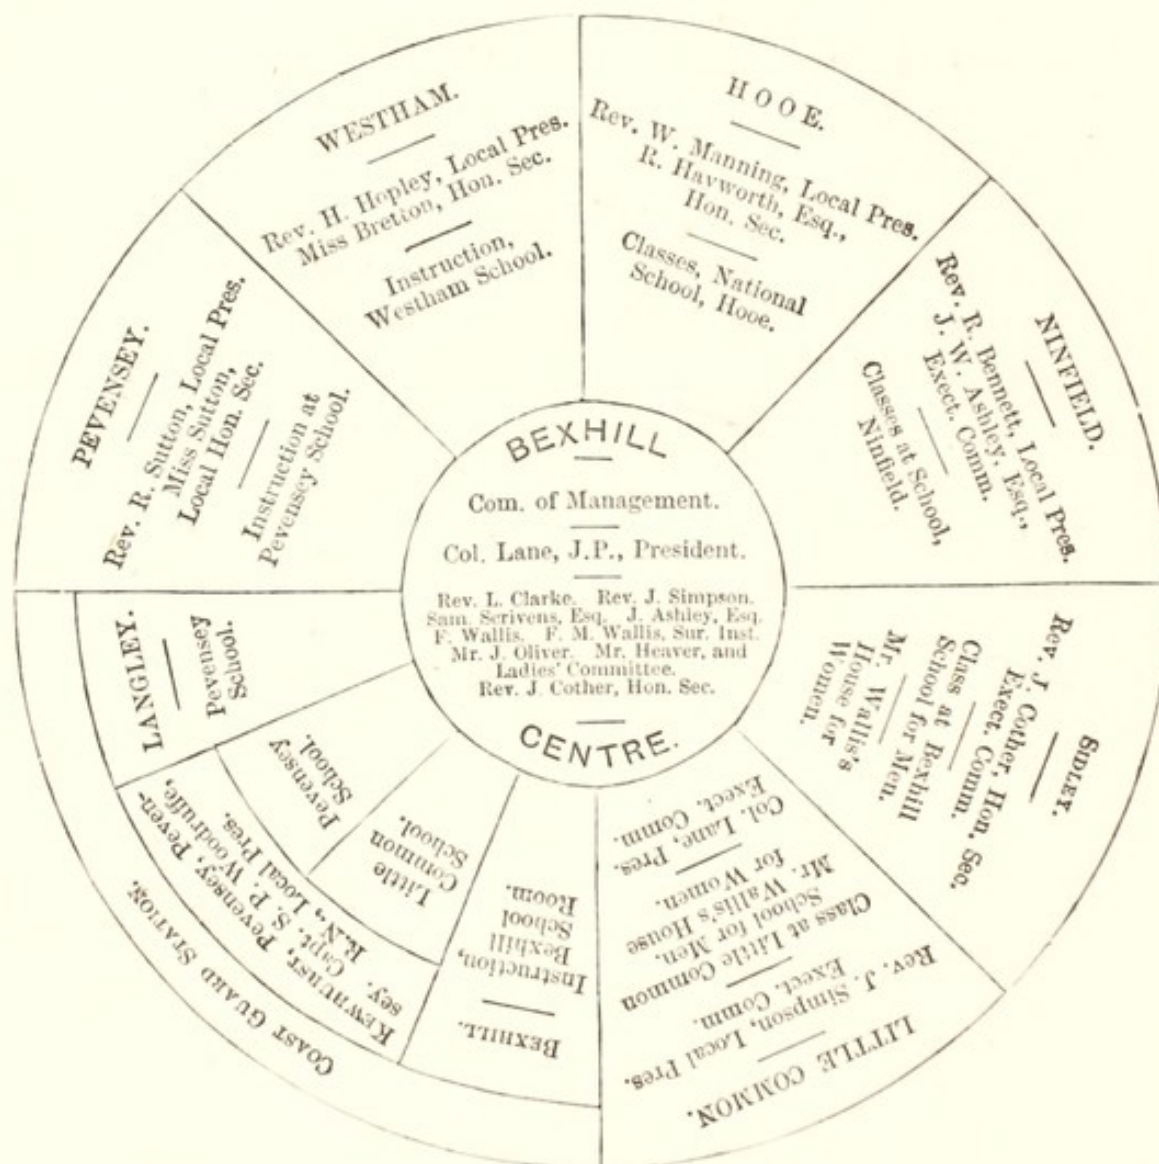 WESTHAM.
Rev. H. Hopley, Local Pres.
Miss Bretton, Hon. Sec.
Instruction,
Westham School.
HOOE.
Rev. W. Manning, Local Pres.
R. Hayworth, Esq.,
Hon. Sec.
Classes, National
School, Hooe.
NINFIELD.
Rev. R. Bennett, Local Pres.
J. W. Ashley, Esq.,
Exect. Comm.
Classes at School,
Ninfield.
SIDLEY.
Rev. J. Cother, Hon. Sec.
Exect. Comm.
Class at Bexhill
School for Men.
Mr. Wallis's
House for
Women.
LITTLE COMMON.
Rev. J. Simpson, Local Pres.
Exect. Comm.
Class at Little Common
School for Men.
Mr. Wallis's House
for Women.
Col. Lane, Pres.
Exect. Comm.
COAST GUARD STATION.
BEXHILL.
Instruction,
Bexhill
School
Room.
KEWHURST, Pevensey, Peven-
sey. Capt. S. P. Woodruffe,
R.N., Local Pres.
Little
Common
School.
Pevensey
School.
LANGLEY.
Pevensey
School.
PEVENSEY.
Rev. R. Sutton, Local Pres.
Miss Sutton,
Local Hon. Sec.
Instruction at
Pevensey School.
BEXHILL
Com. of Management.
Col. Lane, J.P., President.
Rev. L. Clarke. Rev. J. Simpson.
Sam. Scrivens, Esq. J. Ashley, Esq.
F. Wallis. F. M. Wallis, Sur. Inst.
Mr. J. Oliver. Mr. Heaver, and
Ladies' Committee.
Rev. J. Cother, Hon. Sec.
CENTRE.